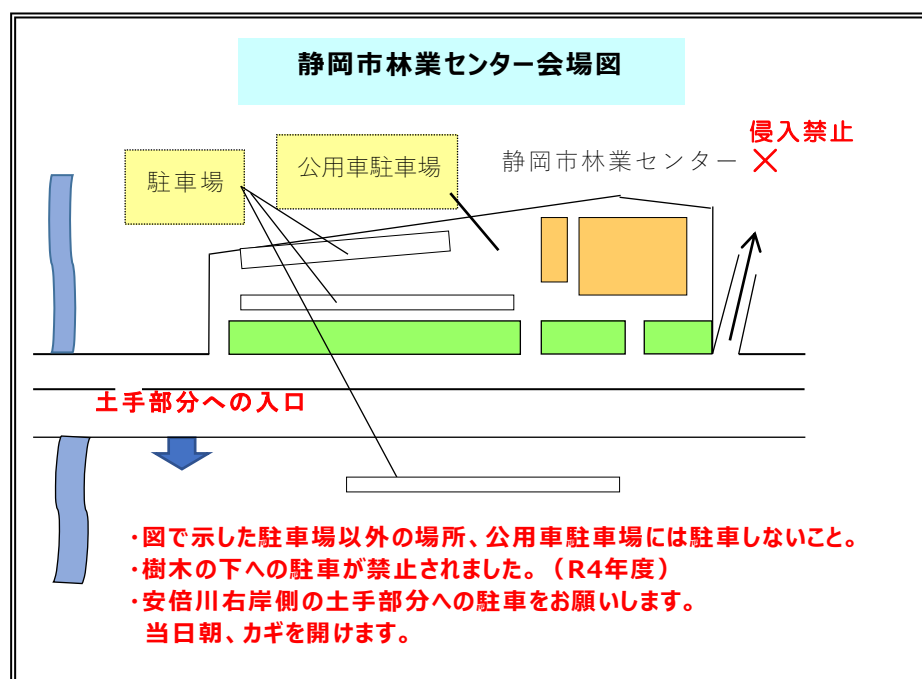 静岡市林業センター会場図
侵入禁止
×
公用車駐車場
静岡市林業センター
駐車場
土手部分への入口
・図で示した駐車場以外の場所、公用車駐車場には駐車しないこと。
・樹木の下への駐車が禁止されました。（R4年度）
・安倍川右岸側の土手部分への駐車をお願いします。
当日朝、カギを開けます。